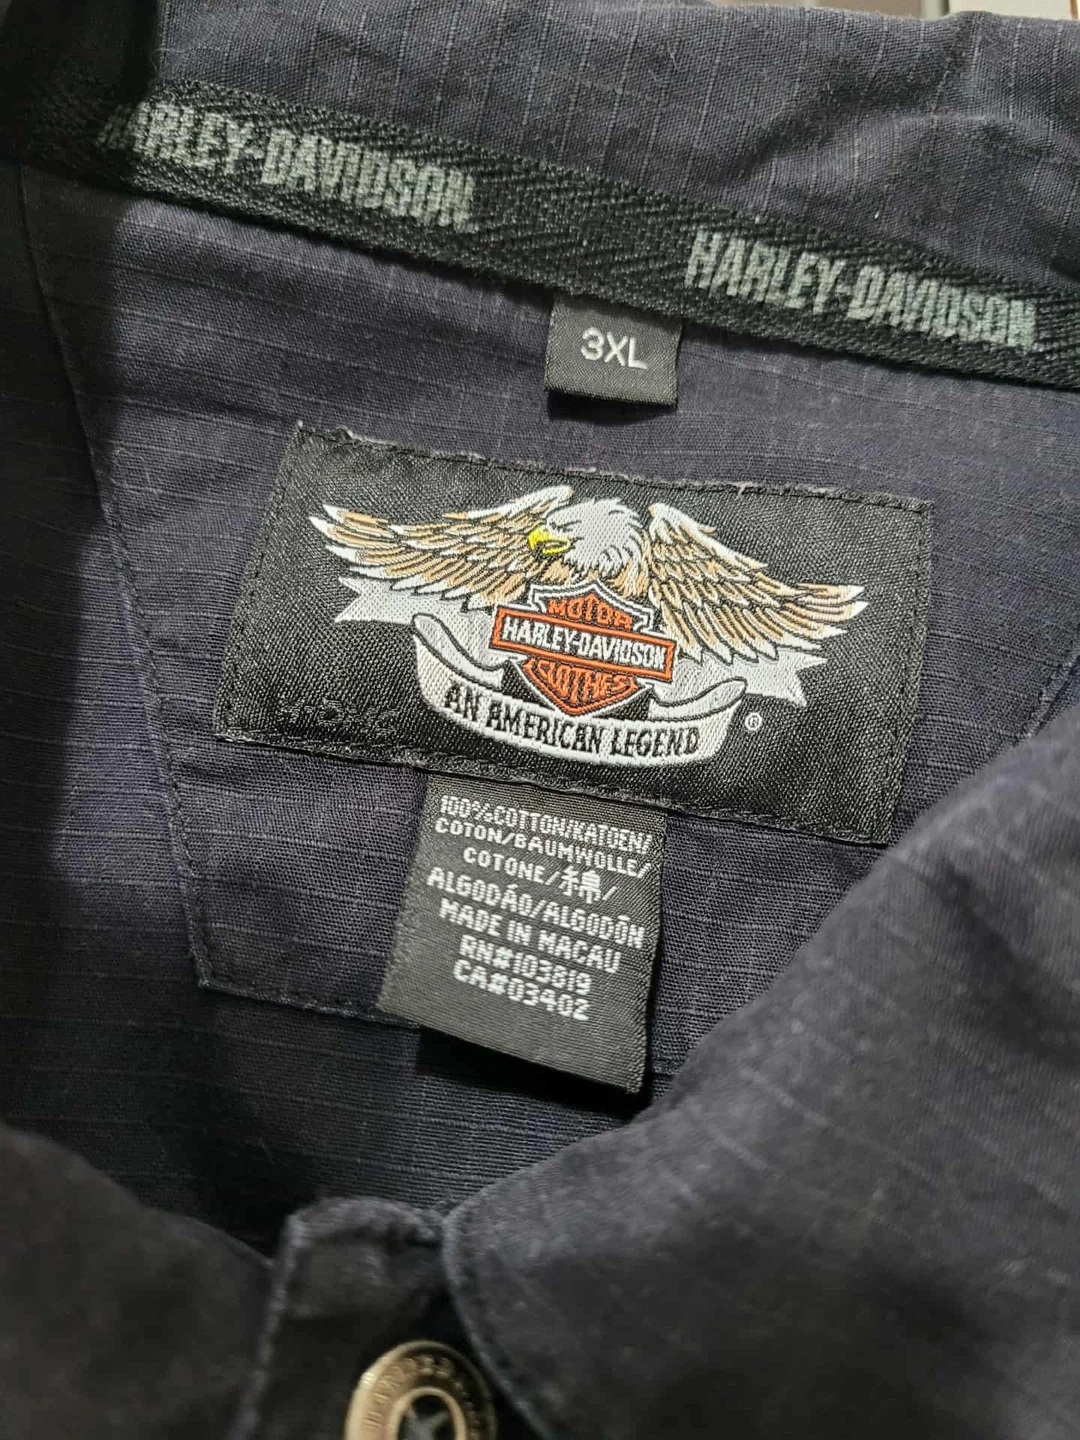 HARLEY-DAVIDSON
HARLEY-DAVIDSON
3XL
MOTOR
HARLEY-DAVIDSON
CLOTHES
AN AMERICAN LEGEND
®
100%COTTON/KATOEN/
COTON/BAUMWOLLE/
COTONE/綿/
ALGODÁO/ALGODÓN
MADE IN MACAU
RN#103819
CA#03402